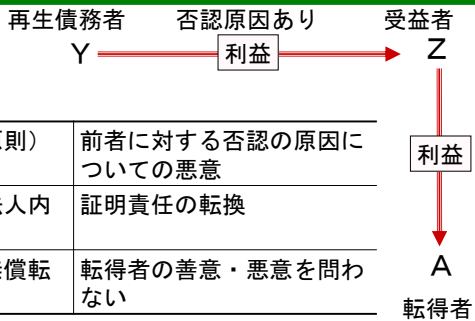 再生債務者 否認原因あり 受益者
Y 利益 Z
原則） 前者に対する否認の原因に
ついての悪意
法人内 証明責任の転換
無償転 転得者の善意・悪意を問わ
ない
利益
A
転得者